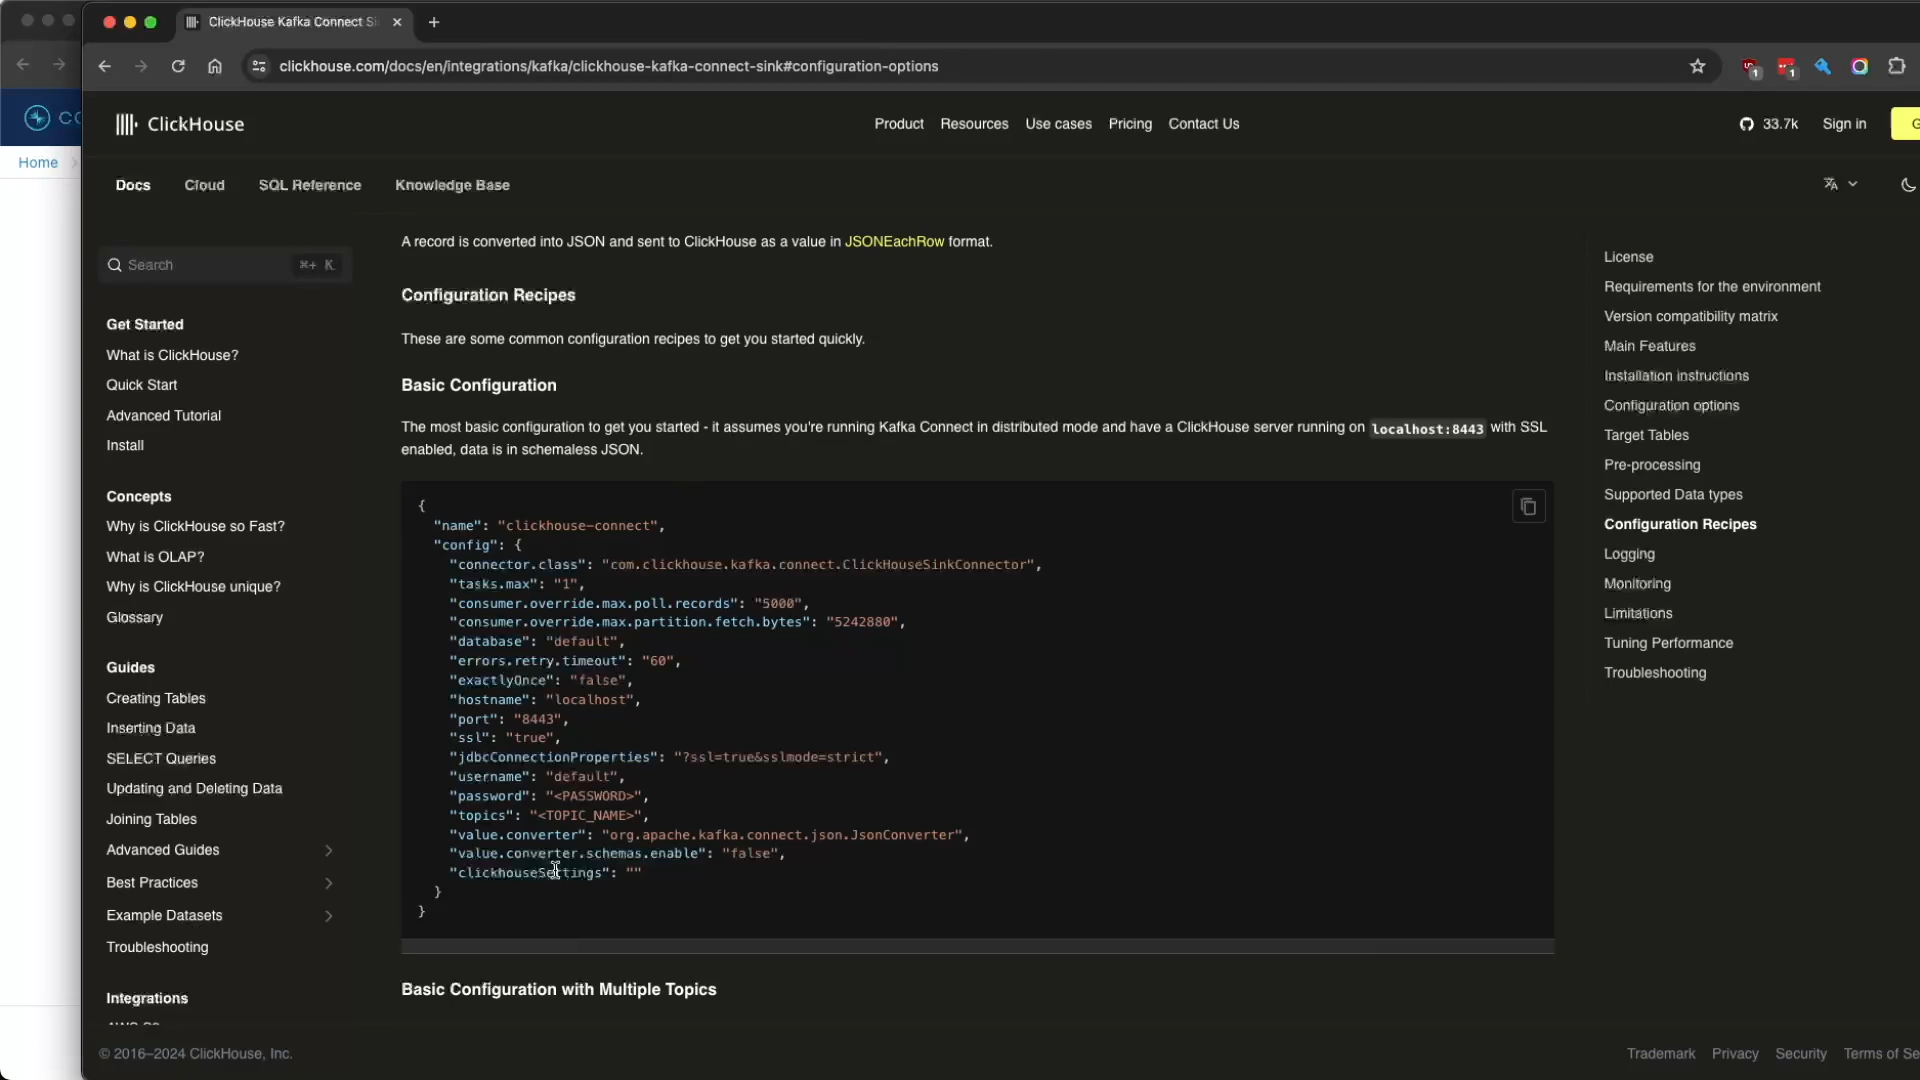 ClickHouse Kafka Connect Si
clickhouse.com/docs/en/integrations/kafka/clickhouse-kafka-connect-sink#configuration-options
1
1
Home
ClickHouse
Product
Resources
Use cases
Pricing
Contact Us
33.7k
Sign in
G
Docs
Cloud
SQL Reference
Knowledge Base
Search
⌘+ K
Get Started
What is ClickHouse?
Quick Start
Advanced Tutorial
Install
Concepts
Why is ClickHouse so Fast?
What is OLAP?
Why is ClickHouse unique?
Glossary
Guides
Creating Tables
Inserting Data
SELECT Queries
Updating and Deleting Data
Joining Tables
Advanced Guides
Best Practices
Example Datasets
Troubleshooting
Integrations
A record is converted into JSON and sent to ClickHouse as a value in JSONEachRow format.
Configuration Recipes
These are some common configuration recipes to get you started quickly.
Basic Configuration
The most basic configuration to get you started - it assumes you're running Kafka Connect in distributed mode and have a ClickHouse server running on localhost:8443 with SSL
enabled, data is in schemaless JSON.
{
"name": "clickhouse-connect",
"config": {
"connector.class": "com.clickhouse.kafka.connect.ClickHouseSinkConnector",
"tasks.max": "1",
"consumer.override.max.poll.records": "5000",
"consumer.override.max.partition.fetch.bytes": "5242880",
"database": "default",
"errors.retry.timeout": "60",
"exactlyOnce": "false",
"hostname": "localhost",
"port": "8443",
"ssl": "true",
"jdbcConnectionProperties": "?ssl=true&sslmode=strict",
"username": "default",
"password": "<PASSWORD>",
"topics": "<TOPIC_NAME>",
"value.converter": "org.apache.kafka.connect.json.JsonConverter",
"value.converter.schemas.enable": "false",
"clickhouseSettings": ""
}
}
Basic Configuration with Multiple Topics
License
Requirements for the environment
Version compatibility matrix
Main Features
Installation instructions
Configuration options
Target Tables
Pre-processing
Supported Data types
Configuration Recipes
Logging
Monitoring
Limitations
Tuning Performance
Troubleshooting
© 2016–2024 ClickHouse, Inc.
Trademark
Privacy
Security
Terms of Se